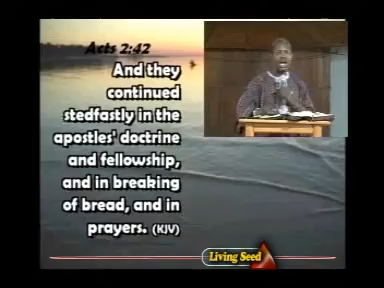 Acts 2:42
And they
continued
stedfastly in the
apostles' doctrine
and fellowship,
and in breaking
of bread, and in
prayers. (KJV)
Living Seed